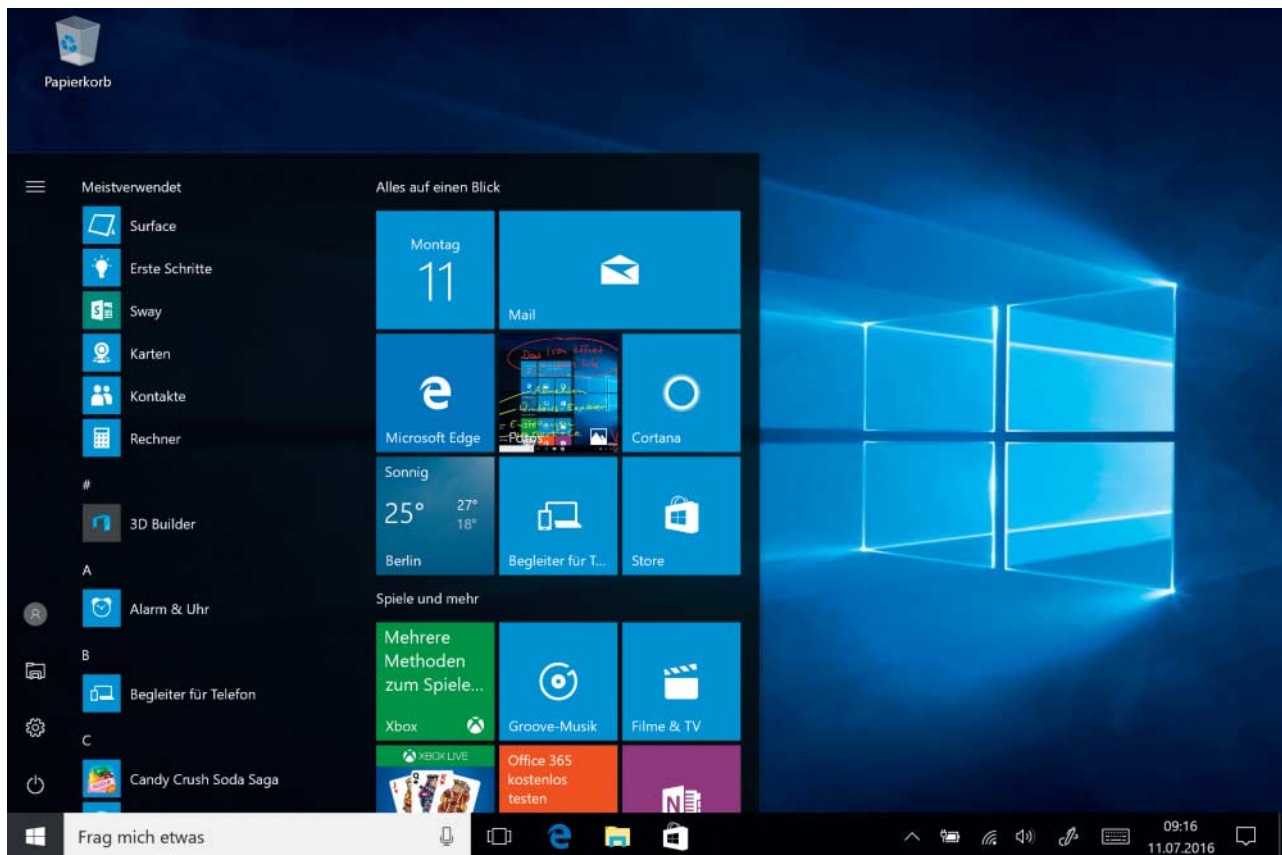 Papierkorb
Meistverwendet
Surface
Erste Schritte
Sway
Karten
Kontakte
Rechner
#
3D Builder
A
Alarm & Uhr
B
Begleiter für Telefon
C
Candy Crush Soda Saga
Alles auf einen Blick
Montag
11
Mail
Microsoft Edge
Das Icon öffnet
Fotos
Cortana
Sonnig
25° 27°
18°
Berlin
Begleiter für T...
Store
Spiele und mehr
Mehrere
Methoden
zum Spiele...
Xbox
Groove-Musik
Filme & TV
XBOX LIVE
Office 365
kostenlos
testen
N
Frag mich etwas
09:16
11.07.2016